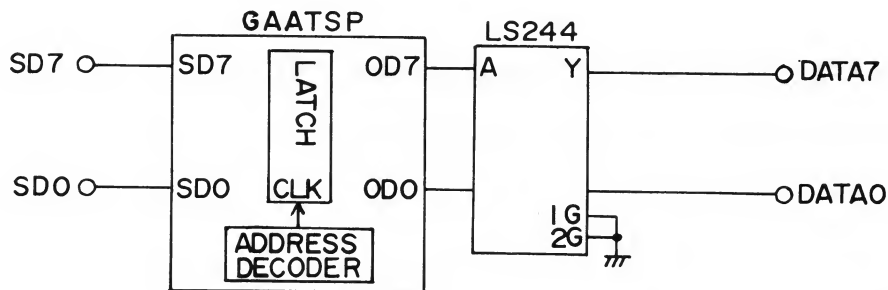 GAATSP
LS244
SD7 SD7 LATCH OD7 A Y DATA7
SD0 SD0 CLK OD0 DATA0
1G
2G
ADDRESS
DECODER